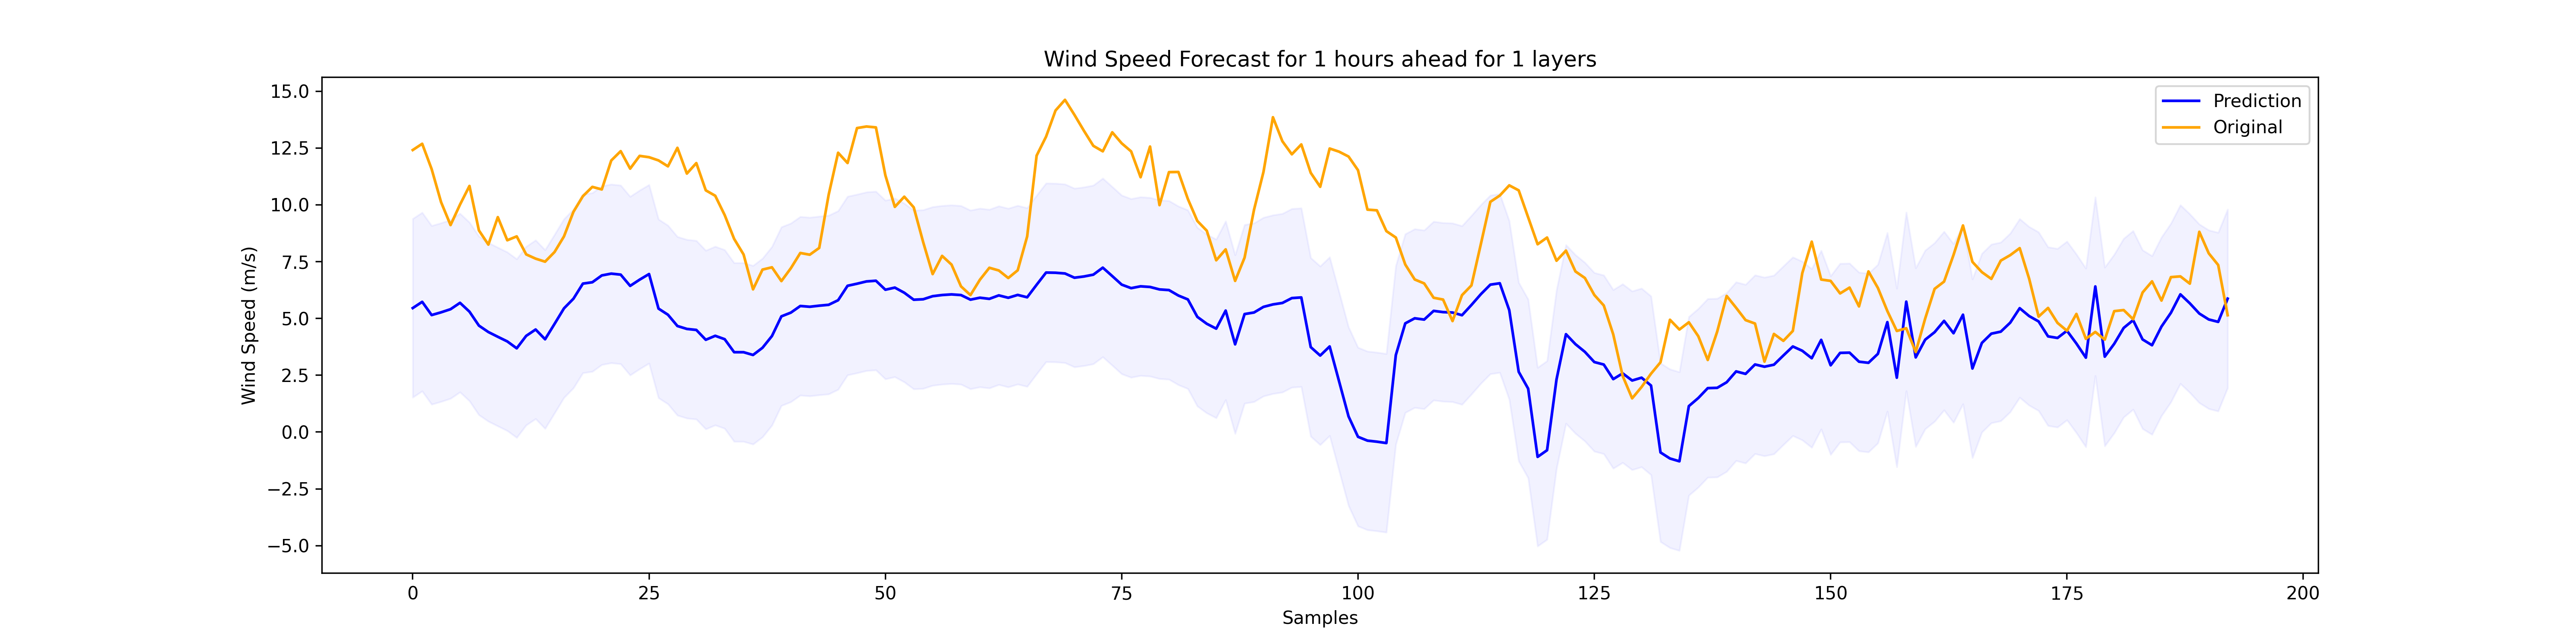 Wind Speed Forecast for 1 hours ahead for 1 layers
15.0
12.5
10.0
7.5
5.0
2.5
0.0
−2.5
−5.0
Wind Speed (m/s)
Prediction
Original
0 25 50 75 100 125 150 175 200
Samples